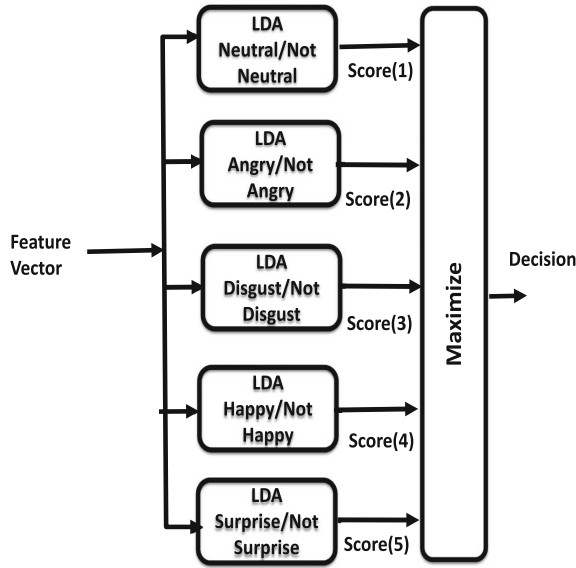 Feature
Vector
LDA
Neutral/Not
Neutral
Score(1)
LDA
Angry/Not
Angry
Score(2)
LDA
Disgust/Not
Disgust
Score(3)
LDA
Happy/Not
Happy
Score(4)
LDA
Surprise/Not
Surprise
Score(5)
Maximize
Decision